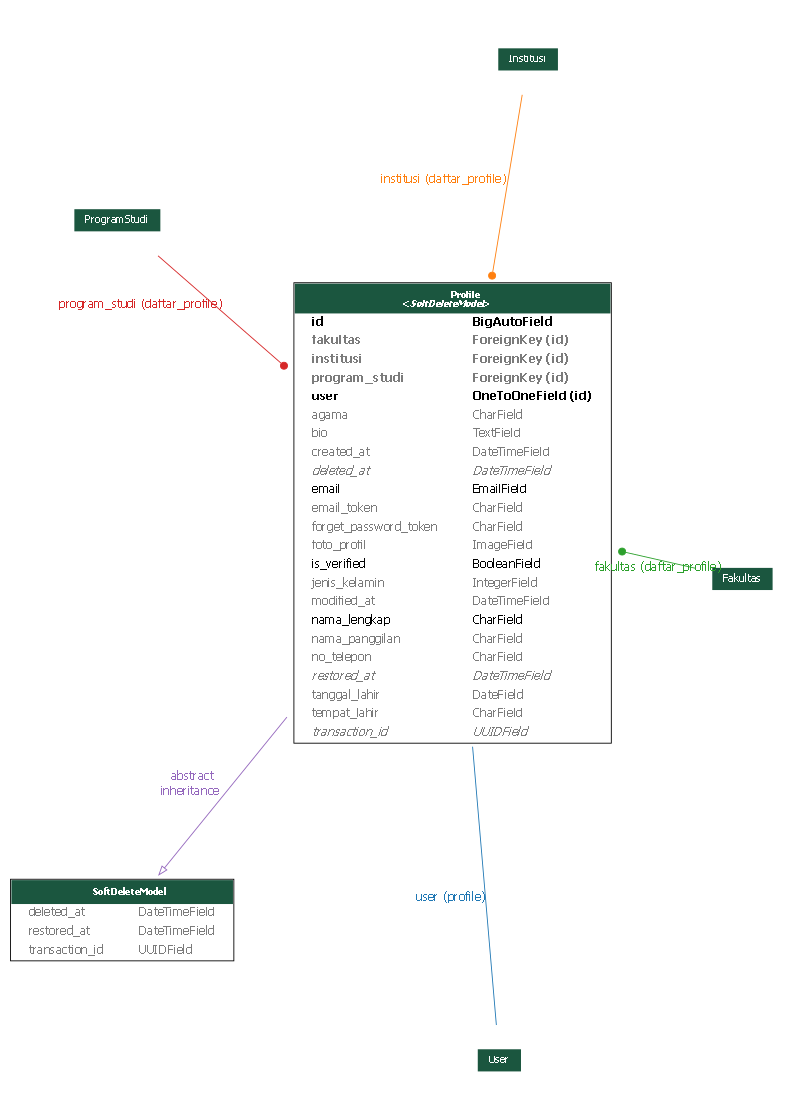 Institusi
institusi (daftar_profile)
ProgramStudi
program_studi (daftar_profile)
Profile
<SoftDeleteModel>
id BigAutoField
fakultas ForeignKey (id)
institusi ForeignKey (id)
program_studi ForeignKey (id)
user OneToOneField (id)
agama CharField
bio TextField
created_at DateTimeField
deleted_at DateTimeField
email EmailField
email_token CharField
forget_password_token CharField
foto_profil ImageField
is_verified BooleanField
jenis_kelamin IntegerField
modified_at DateTimeField
nama_lengkap CharField
nama_panggilan CharField
no_telepon CharField
restored_at DateTimeField
tanggal_lahir DateField
tempat_lahir CharField
transaction_id UUIDField
fakultas (daftar_profile)
Fakultas
abstract
inheritance
SoftDeleteModel
deleted_at DateTimeField
restored_at DateTimeField
transaction_id UUIDField
user (profile)
User